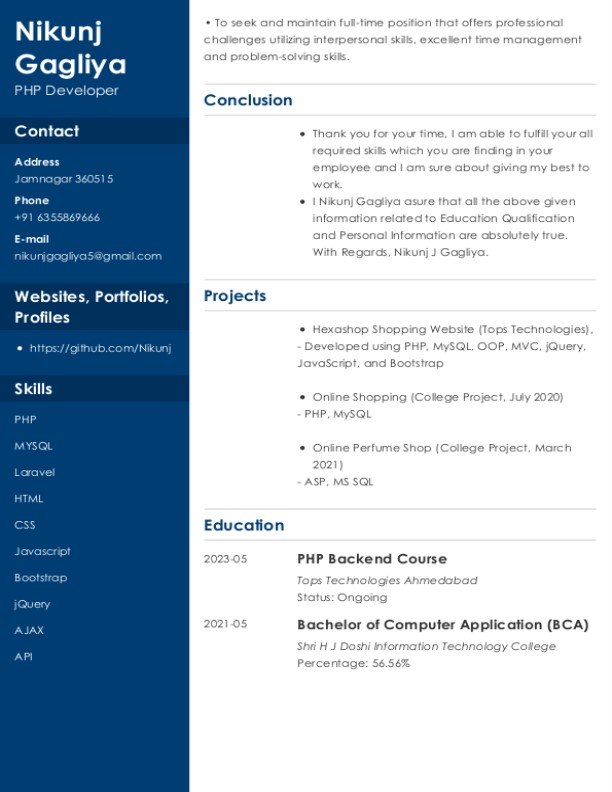 Nikunj
Gagliya
PHP Developer
Contact
Address
Jamnagar 360515
Phone
+91 6355869666
E-mail
nikunjgagliya5@gmail.com
Websites, Portfolios,
Profiles
• https://github.com/Nikunj
Skills
PHP
MYSQL
Laravel
HTML
CSS
Javascript
Bootstrap
jQuery
AJAX
API
• To seek and maintain full-time position that offers professional
challenges utilizing interpersonal skills, excellent time management
and problem-solving skills.
Conclusion
• Thank you for your time, I am able to fulfill your all
required skills which you are finding in your
employee and I am sure about giving my best to
work.
• I Nikunj Gagliya asure that all the above given
information related to Education Qualification
and Personal Information are absolutely true.
With Regards, Nikunj J Gagliya.
Projects
• Hexashop Shopping Website (Tops Technologies),
- Developed using PHP, MySQL, OOP, MVC, jQuery,
JavaScript, and Bootstrap
• Online Shopping (College Project, July 2020)
- PHP, MySQL
• Online Perfume Shop (College Project, March
2021)
- ASP, MS SQL
Education
2023-05 PHP Backend Course
Tops Technologies Ahmedabad
Status: Ongoing
2021-05 Bachelor of Computer Application (BCA)
Shri H J Doshi Information Technology College
Percentage: 56.56%